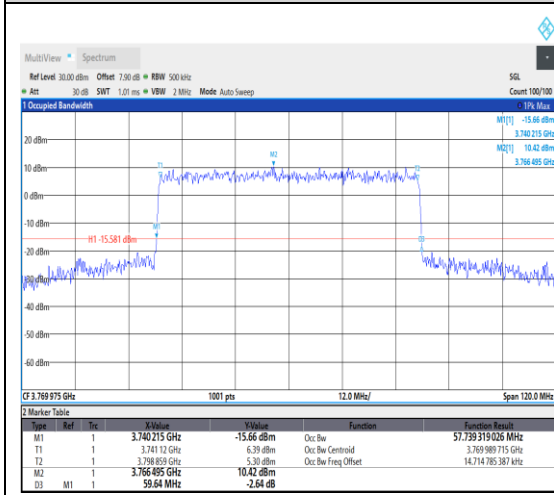 MultiView Spectrum
Ref Level 30.00 dBm Offset 7.90 dB RBW 500 kHz SGL
Att 30 dB SWT 1.01 ms VBW 2 MHz Mode Auto Sweep Count 100/100
1 Occupied Bandwidth 1Pk Max
M1[1] -15.66 dBm
3.740 215 GHz
M2[1] 10.42 dBm
3.766 495 GHz
20 dBm
T1 M2
10 dBm
0 dBm
-10 dBm
M1
H1 -15.581 dBm
-20 dBm
-30 dBm
-40 dBm
-50 dBm
-60 dBm
CF 3.769 975 GHz 1001 pts 12.0 MHz/ Span 120.0 MHz
2 Marker Table
Type Ref Trc X-Value Y-Value Function Function Result
M1 1 3.740 215 GHz -15.66 dBm Occ Bw 57.739 319 026 MHz
T1 1 3.741 12 GHz 6.39 dBm Occ Bw Centroid 3.769 989 715 GHz
T2 1 3.798 859 GHz 5.30 dBm Occ Bw Freq Offset 14.714 785 387 kHz
M2 1 3.766 495 GHz 10.42 dBm
D3 M1 1 59.64 MHz -2.64 dB